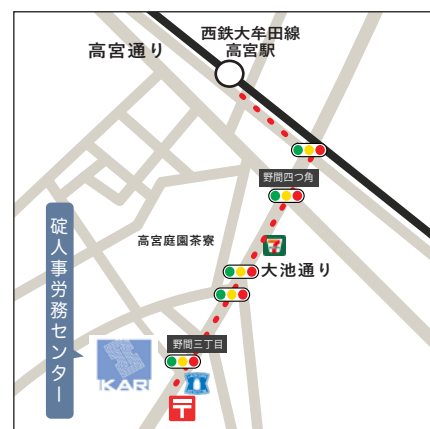 西鉄大牟田線
高宮駅
高宮通り
野間四つ角
高宮庭園茶寮
7
大池通り
碇人事労務センター
野間三丁目
IKARI
〒